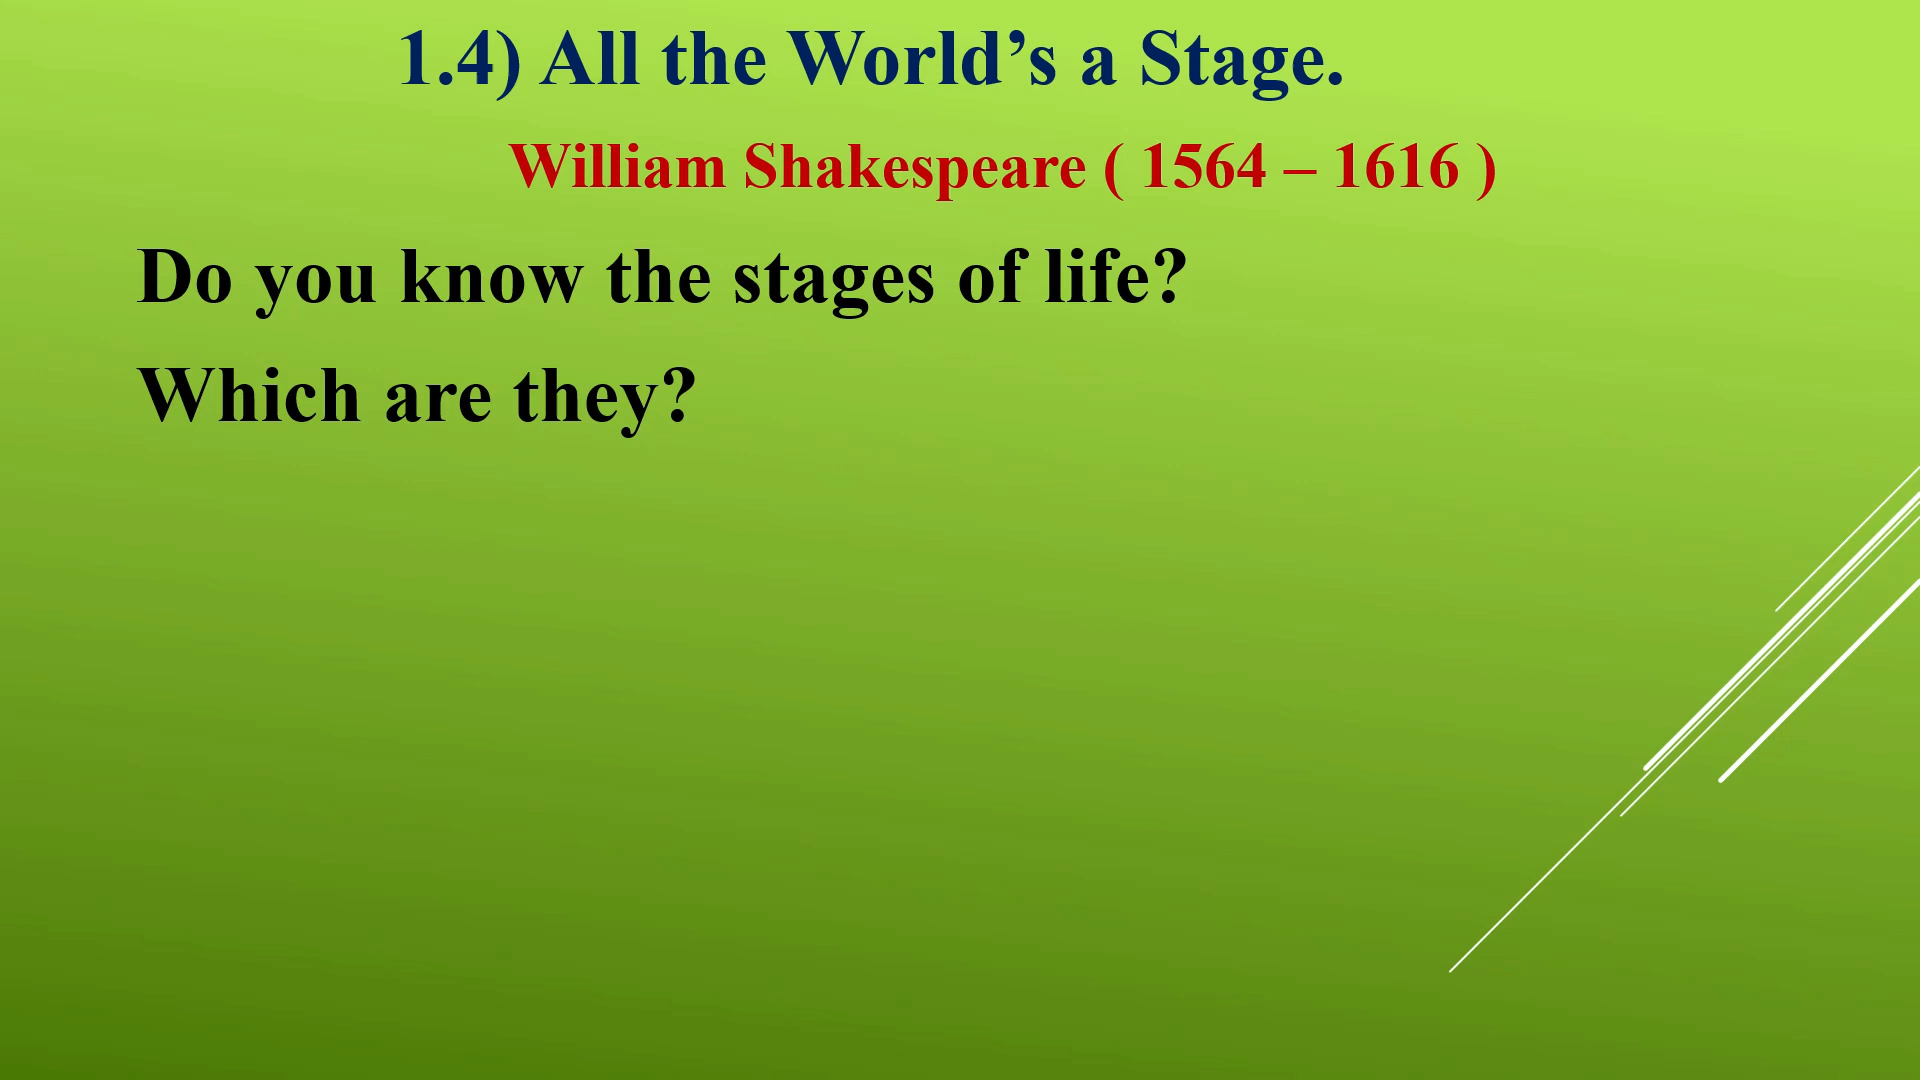 1.4) All the World’s a Stage.
William Shakespeare ( 1564 – 1616 )
Do you know the stages of life?
Which are they?